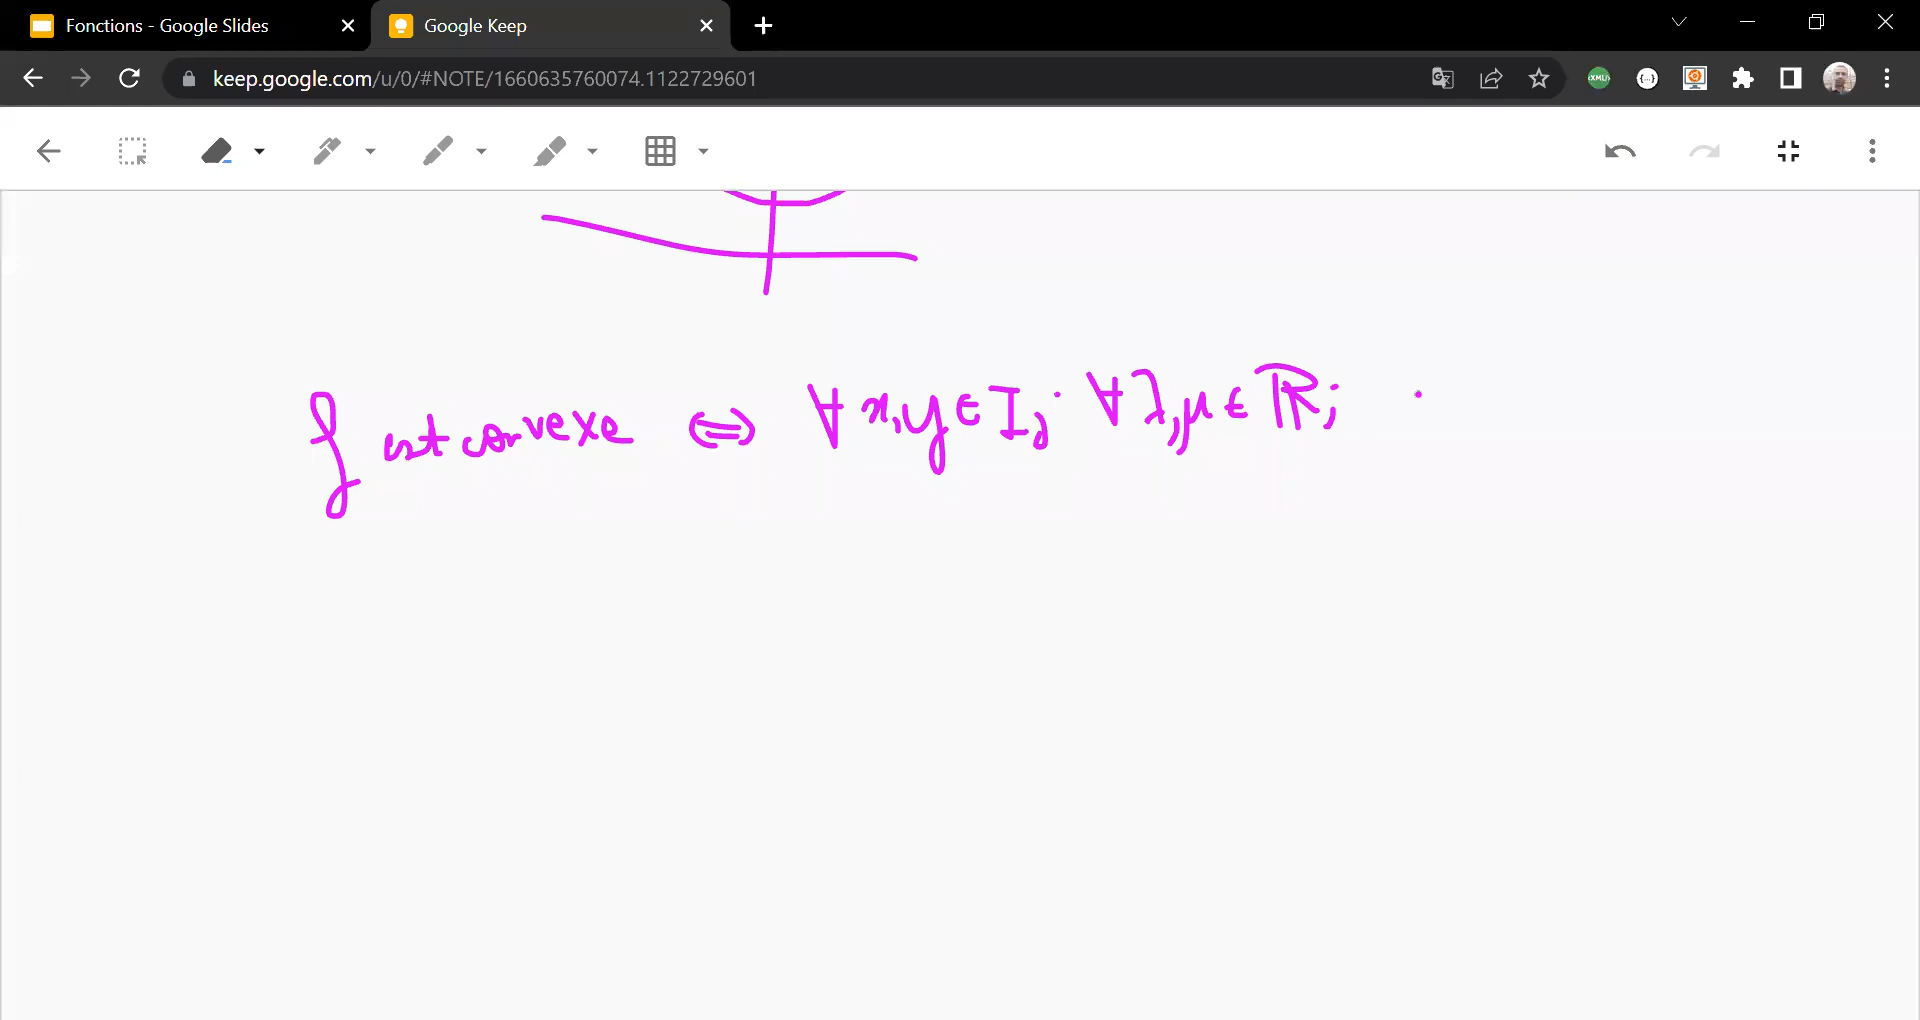 Fonctions - Google Slides
Google Keep
keep.google.com/u/0/#NOTE/1660635760074.1122729601
f est convexe ⇔ ∀ x,y ∈ I; ∀ λ,μ ∈ ℝ;